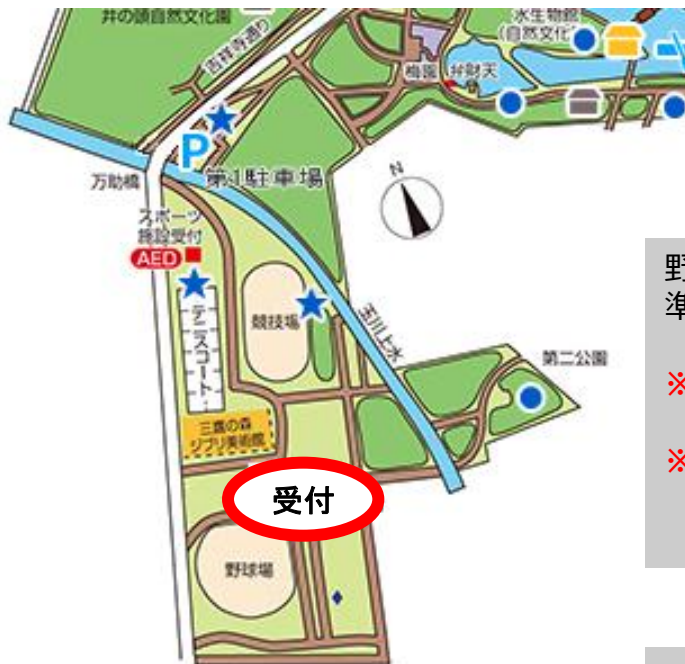 井の頭自然文化園
吉祥寺通り
水生物館
(自然文化
梅園
弁財天
P
第1駐車場
万助橋
N
スポーツ
施設受付
AED
テニスコート
競技場
玉川上水
第二公園
三鷹の森
ジブリ美術館
受付
野球場
野
準
※
※